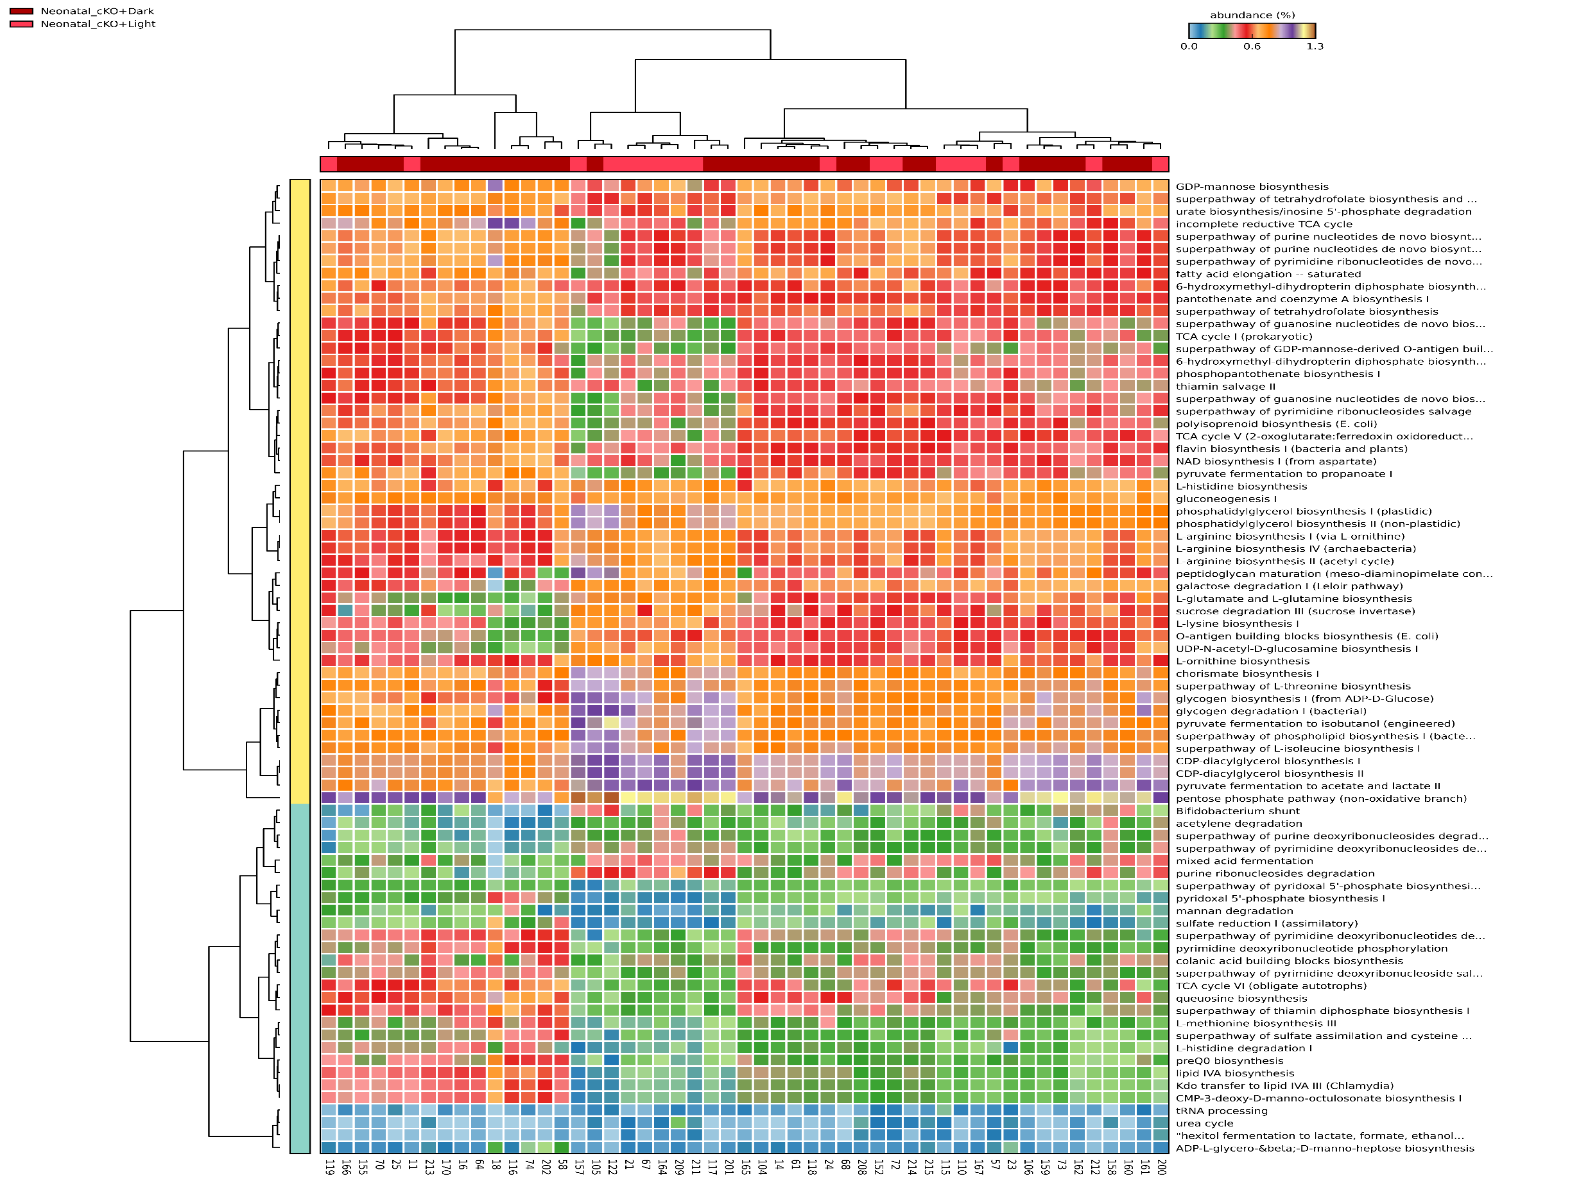 Neonatal_cKO+Dark
Neonatal_cKO+Light
abundance (%)
0.0 0.6 1.3
GDP-mannose biosynthesis
superpathway of tetrahydrofolate biosynthesis and ...
urate biosynthesis/inosine 5'-phosphate degradation
incomplete reductive TCA cycle
superpathway of purine nucleotides de novo biosynt...
superpathway of purine nucleotides de novo biosynt...
superpathway of pyrimidine ribonucleotides de novo...
fatty acid elongation -- saturated
6-hydroxymethyl-dihydropterin diphosphate biosynth...
pantothenate and coenzyme A biosynthesis I
superpathway of tetrahydrofolate biosynthesis
superpathway of guanosine nucleotides de novo bios...
TCA cycle I (prokaryotic)
superpathway of GDP-mannose-derived O-antigen buil...
6-hydroxymethyl-dihydropterin diphosphate biosynth...
phosphopantothenate biosynthesis I
thiamin salvage II
superpathway of guanosine nucleotides de novo bios...
superpathway of pyrimidine ribonucleosides salvage
polyisoprenoid biosynthesis (E. coli)
TCA cycle V (2-oxoglutarate:ferredoxin oxidoreduct...
flavin biosynthesis I (bacteria and plants)
NAD biosynthesis I (from aspartate)
pyruvate fermentation to propanoate I
L-histidine biosynthesis
gluconeogenesis I
phosphatidylglycerol biosynthesis I (plastidic)
phosphatidylglycerol biosynthesis II (non-plastidic)
L-arginine biosynthesis I (via L-ornithine)
L-arginine biosynthesis IV (archaebacteria)
L-arginine biosynthesis II (acetyl cycle)
peptidoglycan maturation (meso-diaminopimelate con...
galactose degradation I (Leloir pathway)
L-glutamate and L-glutamine biosynthesis
sucrose degradation III (sucrose invertase)
L-lysine biosynthesis I
O-antigen building blocks biosynthesis (E. coli)
UDP-N-acetyl-D-glucosamine biosynthesis I
L-ornithine biosynthesis
chorismate biosynthesis I
superpathway of L-threonine biosynthesis
glycogen biosynthesis I (from ADP-D-Glucose)
glycogen degradation I (bacterial)
pyruvate fermentation to isobutanol (engineered)
superpathway of phospholipid biosynthesis I (bacte...
superpathway of L-isoleucine biosynthesis I
CDP-diacylglycerol biosynthesis I
CDP-diacylglycerol biosynthesis II
pyruvate fermentation to acetate and lactate II
pentose phosphate pathway (non-oxidative branch)
Bifidobacterium shunt
acetylene degradation
superpathway of purine deoxyribonucleosides degrad...
superpathway of pyrimidine deoxyribonucleosides de...
mixed acid fermentation
purine ribonucleosides degradation
superpathway of pyridoxal 5'-phosphate biosynthesi...
pyridoxal 5'-phosphate biosynthesis I
mannan degradation
sulfate reduction I (assimilatory)
superpathway of pyrimidine deoxyribonucleotides de...
pyrimidine deoxyribonucleotide phosphorylation
colanic acid building blocks biosynthesis
superpathway of pyrimidine deoxyribonucleoside sal...
TCA cycle VI (obligate autotrophs)
queuosine biosynthesis
superpathway of thiamin diphosphate biosynthesis I
L-methionine biosynthesis III
superpathway of sulfate assimilation and cysteine ...
L-histidine degradation I
preQ0 biosynthesis
lipid IVA biosynthesis
Kdo transfer to lipid IVA III (Chlamydia)
CMP-3-deoxy-D-manno-octulosonate biosynthesis I
tRNA processing
urea cycle
"hexitol fermentation to lactate, formate, ethanol...
ADP-L-glycero-&beta;-D-manno-heptose biosynthesis
119 166 155 70 25 11 213 170 16 64 18 116 74 202 58 157 105 122 21 67 164 209 211 117 201 165 104 14 61 118 24 68 208 152 72 214 215 115 110 167 57 23 106 159 73 162 212 158 160 161 200